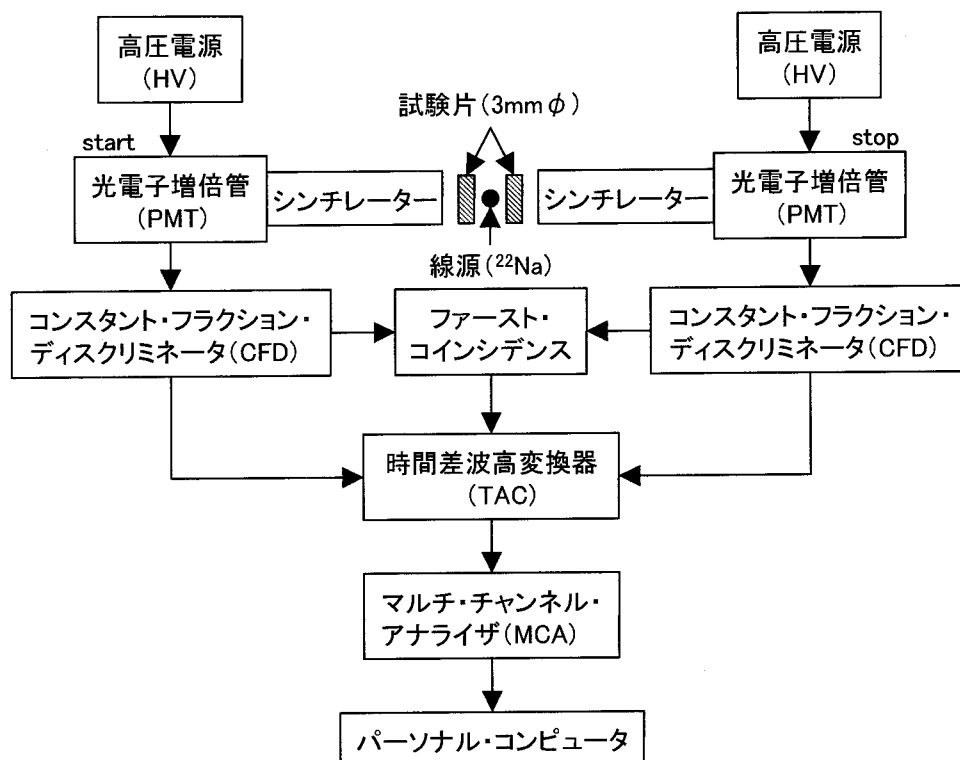 高圧電源
(HV)
高圧電源
(HV)
試験片(3mmφ)
start
stop
光電子増倍管
(PMT)
シンチレーター
シンチレーター
光電子増倍管
(PMT)
線源(²²Na)
コンスタント・フラクション・
ディスクリミネータ(CFD)
ファースト・
コインシデンス
コンスタント・フラクション・
ディスクリミネータ(CFD)
時間差波高変換器
(TAC)
マルチ・チャンネル・
アナライザ(MCA)
パーソナル・コンピュータ